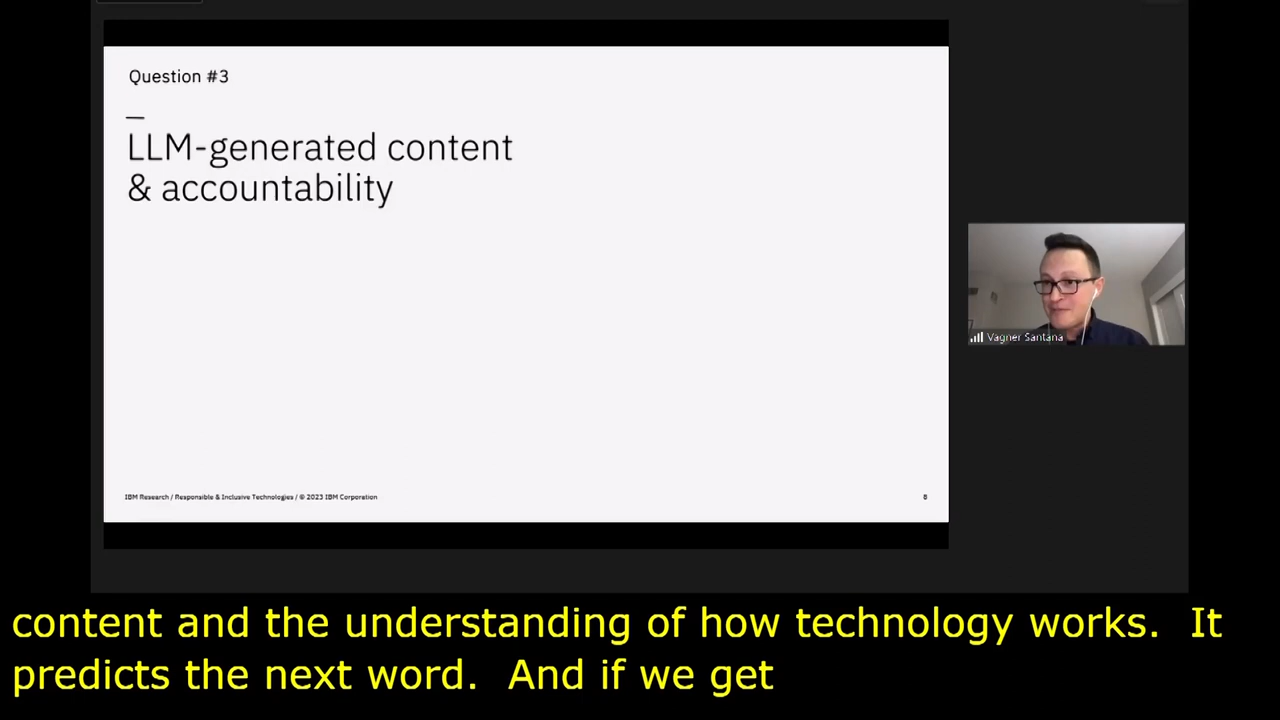 Question #3
—
LLM-generated content
& accountability
Vagner Santana
IBM Research / Responsible & Inclusive Technologies / © 2023 IBM Corporation
8
content and the understanding of how technology works.  It
predicts the next word.  And if we get